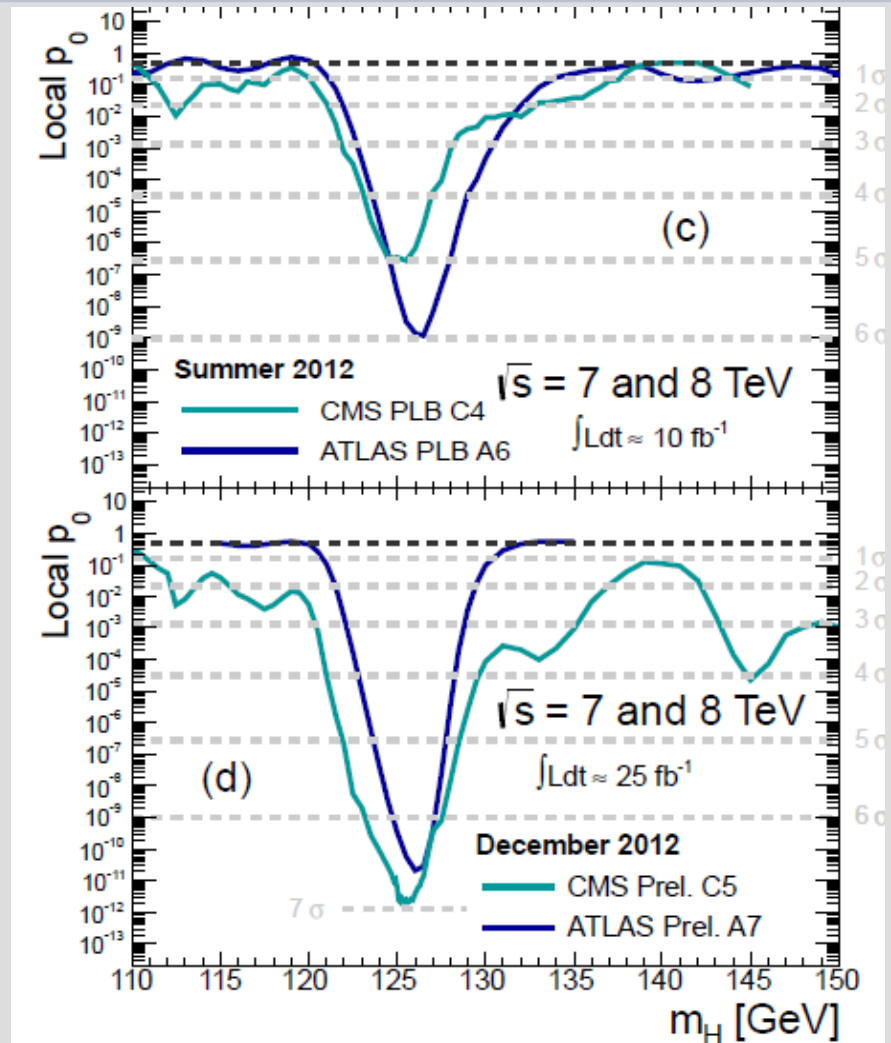 Local p₀
10
1
10⁻¹
10⁻²
10⁻³
10⁻⁴
10⁻⁵
10⁻⁶
10⁻⁷
10⁻⁸
10⁻⁹
10⁻¹⁰
10⁻¹¹
10⁻¹²
10⁻¹³
1σ
2σ
3σ
4σ
5σ
6σ
(c)
Summer 2012
√s = 7 and 8 TeV
CMS PLB C4
∫Ldt ≈ 10 fb⁻¹
ATLAS PLB A6
Local p₀
10
1
10⁻¹
10⁻²
10⁻³
10⁻⁴
10⁻⁵
10⁻⁶
10⁻⁷
10⁻⁸
10⁻⁹
10⁻¹⁰
10⁻¹¹
10⁻¹²
10⁻¹³
1σ
2σ
3σ
4σ
5σ
6σ
√s = 7 and 8 TeV
(d)
∫Ldt ≈ 25 fb⁻¹
December 2012
CMS Prel. C5
7 σ
ATLAS Prel. A7
110 115 120 125 130 135 140 145 150
m_H [GeV]